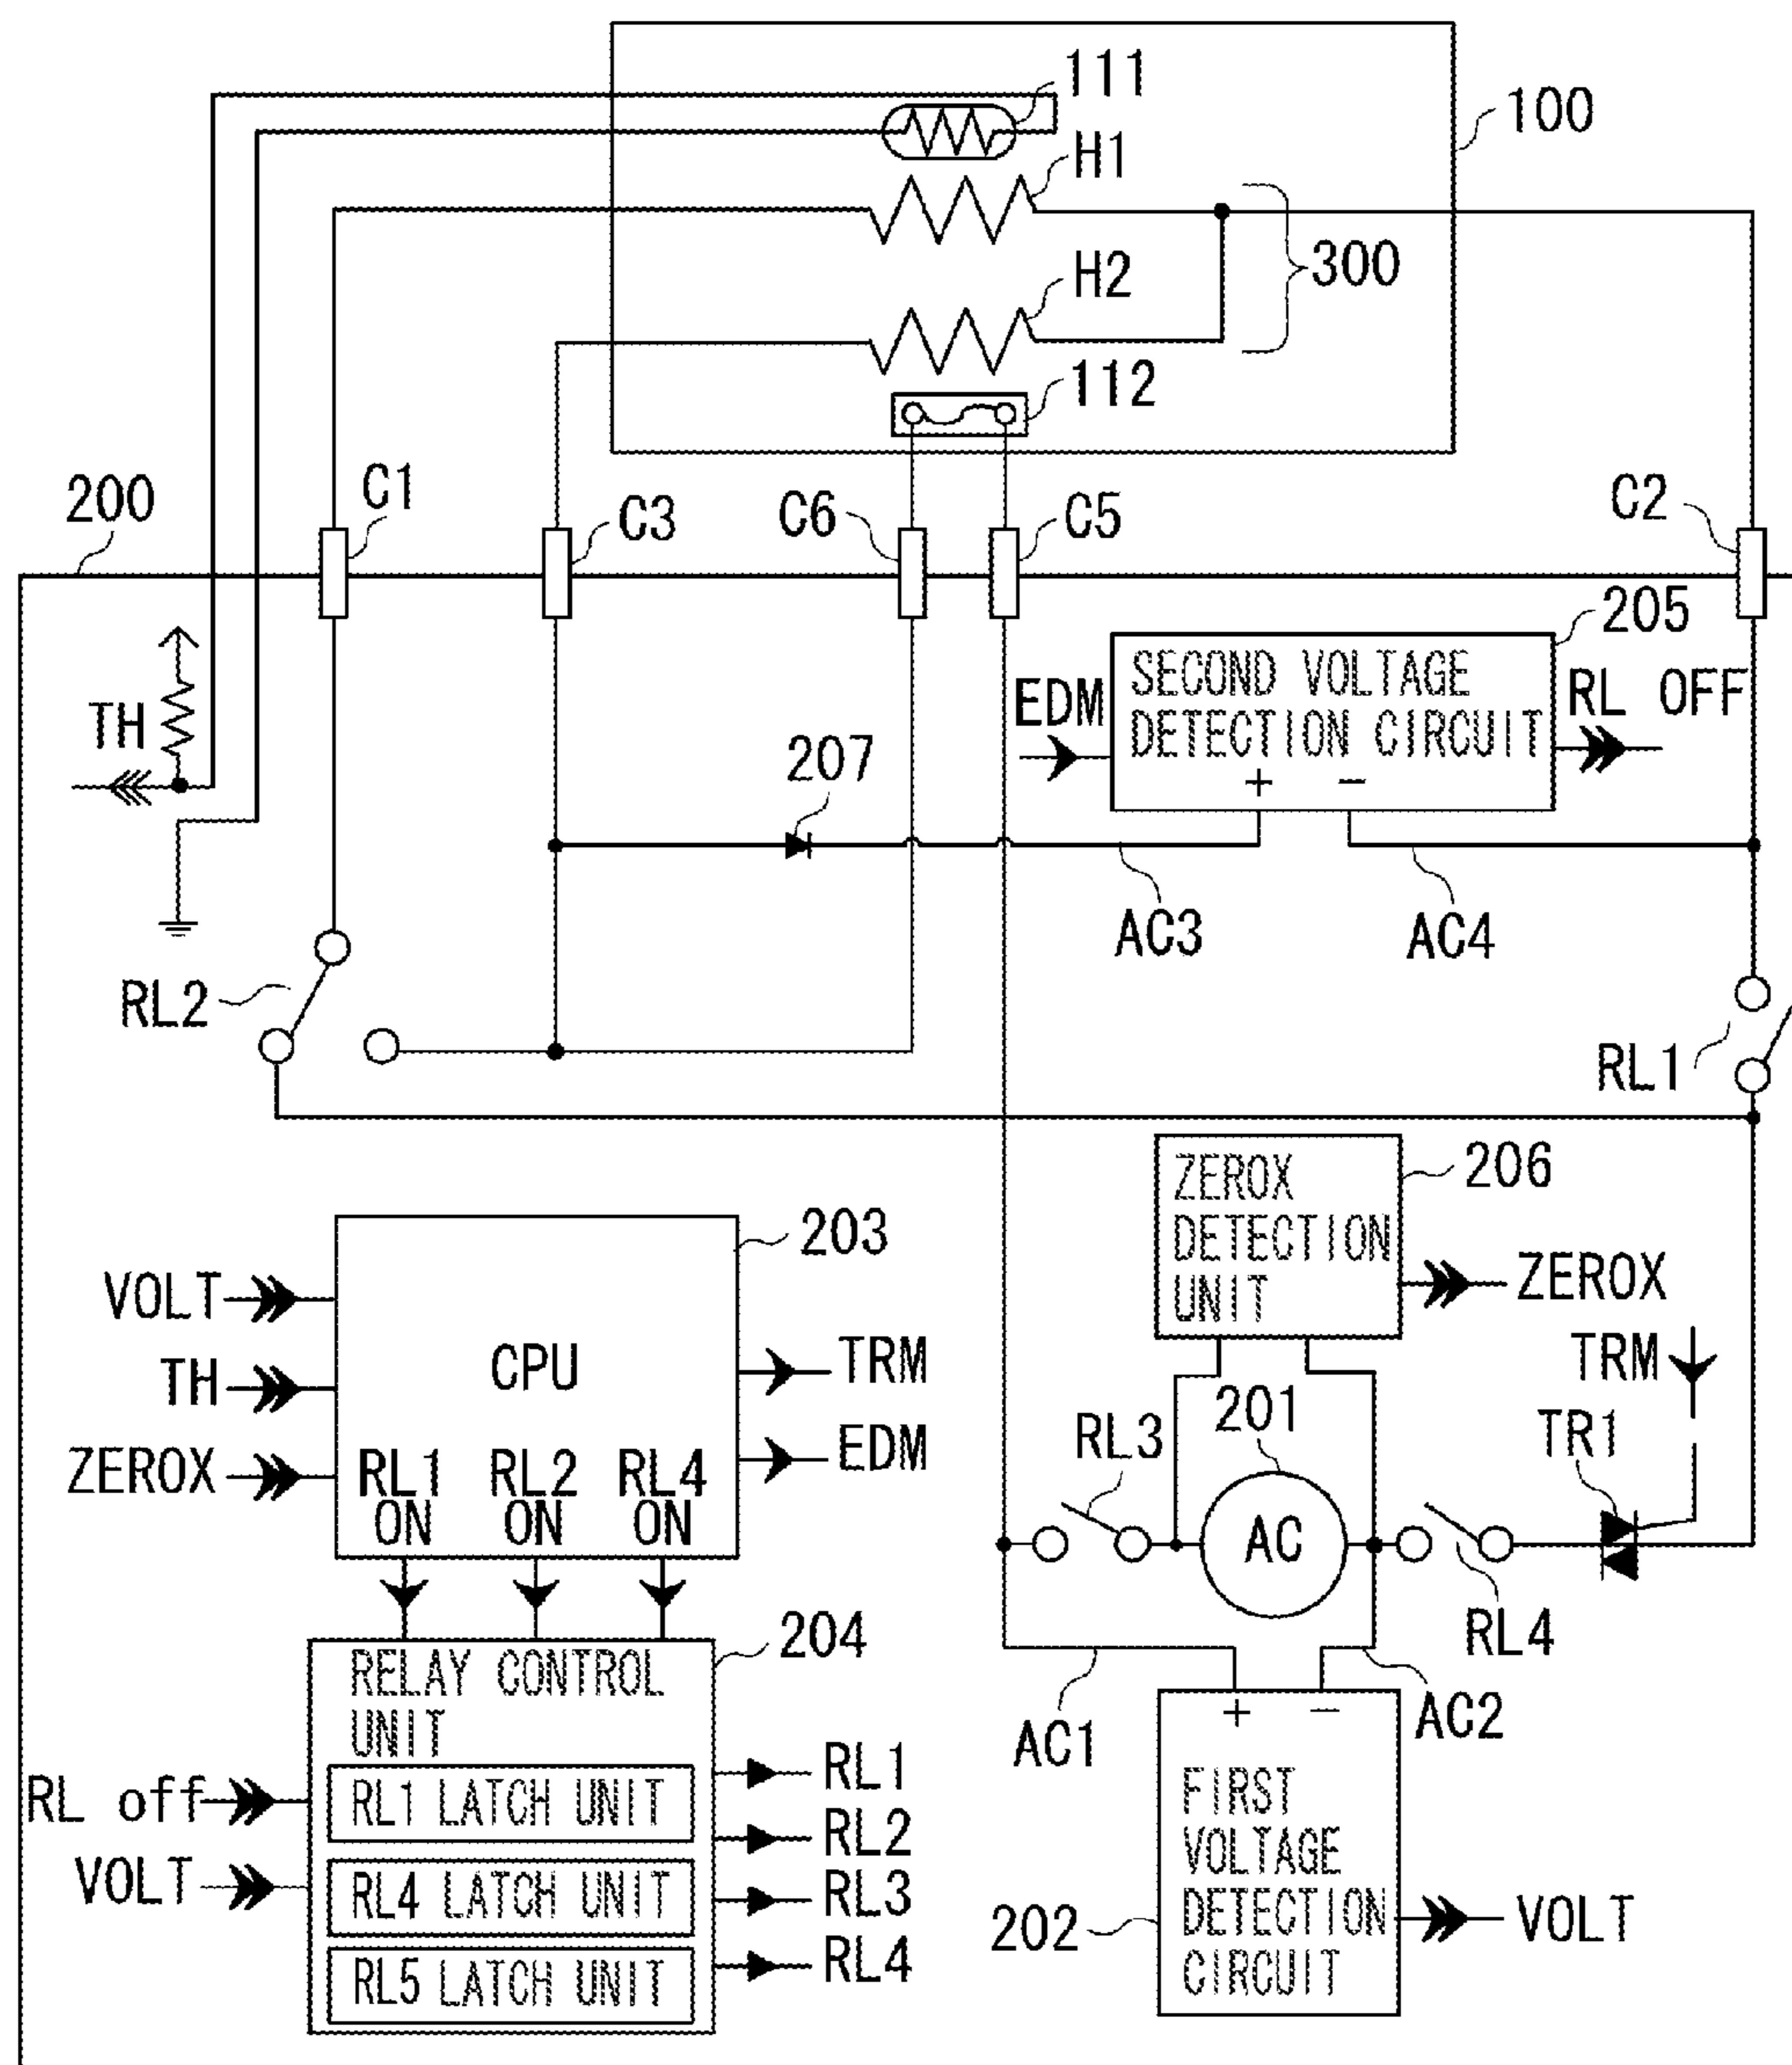 111
100
H1
H2
300
112
200
C1
C3
C6
C5
C2
205
SECOND VOLTAGE
DETECTION CIRCUIT
+ −
EDM
RL OFF
TH
207
AC3
AC4
RL2
RL1
206
ZEROX
DETECTION
UNIT
ZEROX
203
VOLT
TH
ZEROX
CPU
TRM
EDM
RL1
ON
RL2
ON
RL4
ON
TRM
TR1
201
RL3
AC
RL4
204
RELAY CONTROL
UNIT
RL1 LATCH UNIT
RL4 LATCH UNIT
RL5 LATCH UNIT
RL off
VOLT
RL1
RL2
RL3
RL4
AC1
AC2
+ −
FIRST
VOLTAGE
DETECTION
CIRCUIT
202
VOLT